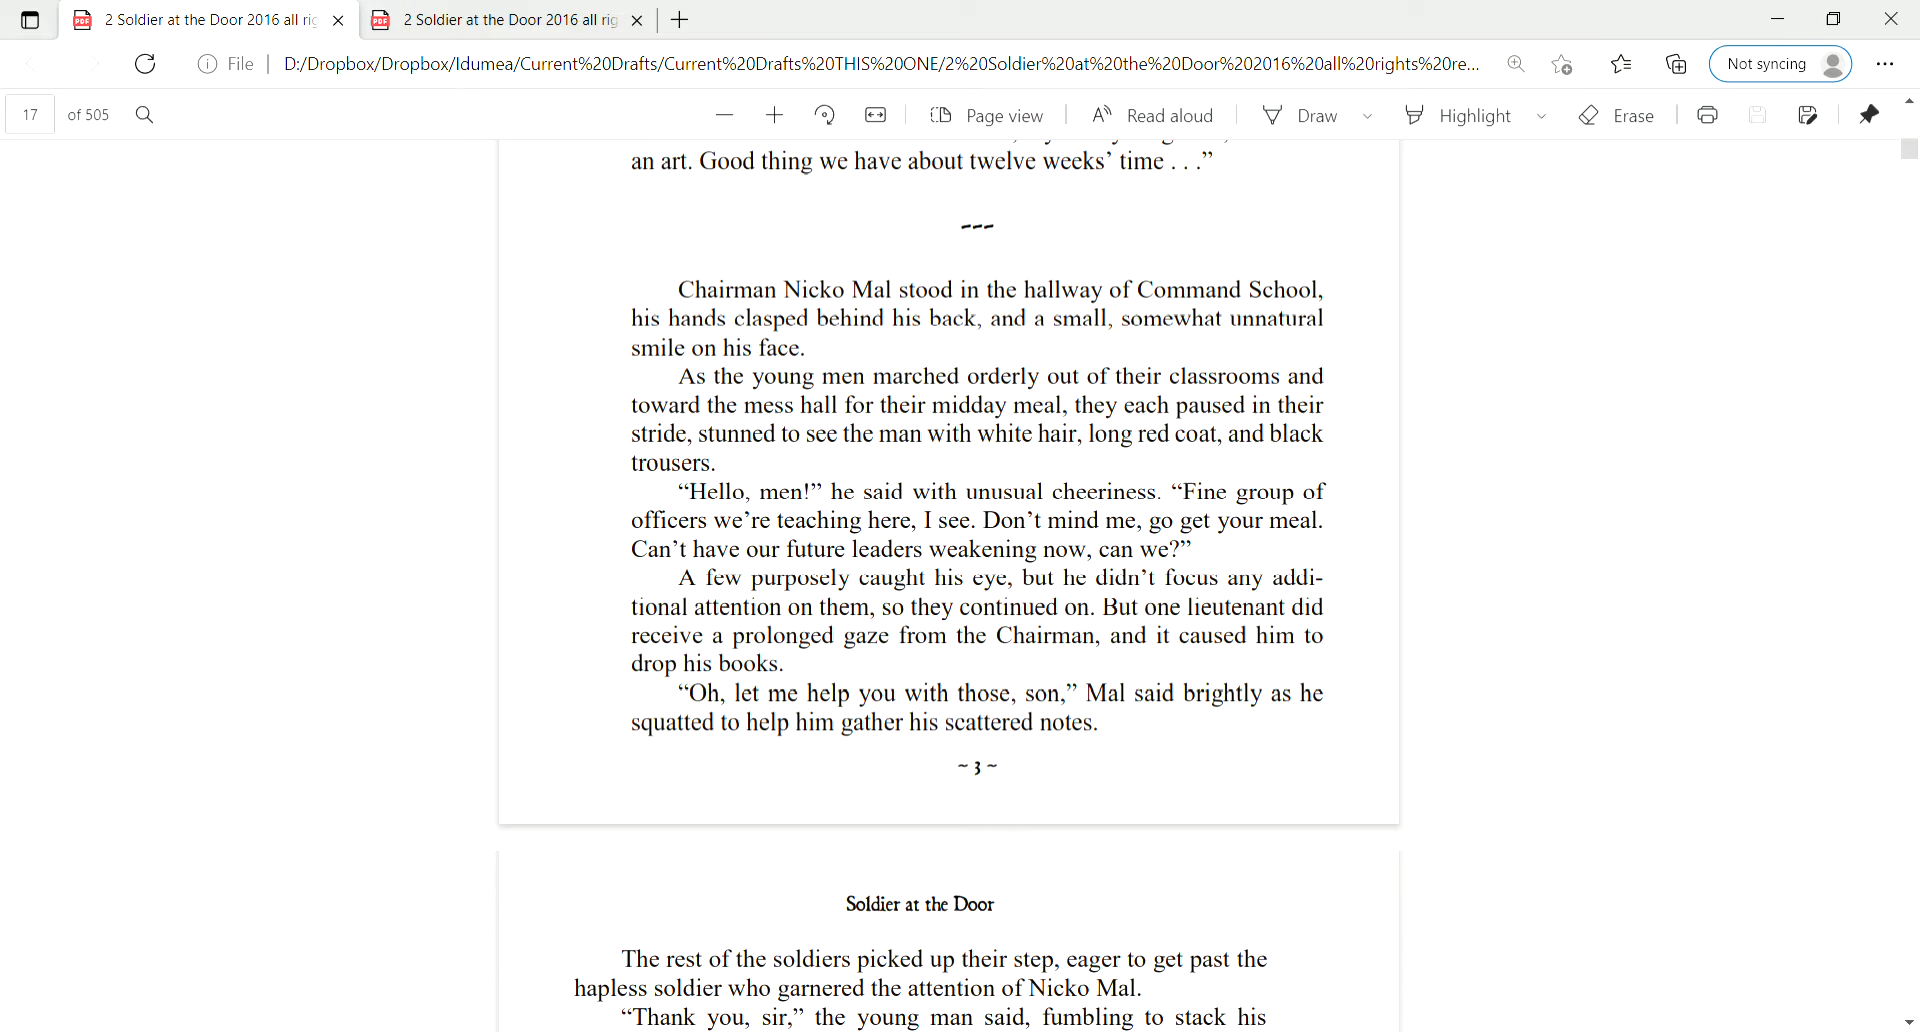 2 Soldier at the Door 2016 all rig
2 Soldier at the Door 2016 all rig
File
D:/Dropbox/Dropbox/Idumea/Current%20Drafts/Current%20Drafts%20THIS%20ONE/2%20Soldier%20at%20the%20Door%202016%20all%20rights%20re...
Not syncing
17 of 505
Page view
Read aloud
Draw
Highlight
Erase
an art. Good thing we have about twelve weeks’ time . . .”
---
Chairman Nicko Mal stood in the hallway of Command School,
his hands clasped behind his back, and a small, somewhat unnatural
smile on his face.
As the young men marched orderly out of their classrooms and
toward the mess hall for their midday meal, they each paused in their
stride, stunned to see the man with white hair, long red coat, and black
trousers.
“Hello, men!” he said with unusual cheeriness. “Fine group of
officers we’re teaching here, I see. Don’t mind me, go get your meal.
Can’t have our future leaders weakening now, can we?”
A few purposely caught his eye, but he didn’t focus any addi-
tional attention on them, so they continued on. But one lieutenant did
receive a prolonged gaze from the Chairman, and it caused him to
drop his books.
“Oh, let me help you with those, son,” Mal said brightly as he
squatted to help him gather his scattered notes.
~ 3 ~
Soldier at the Door
The rest of the soldiers picked up their step, eager to get past the
hapless soldier who garnered the attention of Nicko Mal.
“Thank you, sir,” the young man said, fumbling to stack his